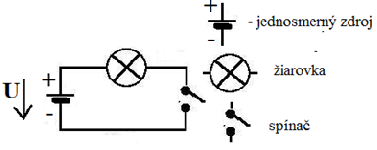 +
- jednosmerný zdroj
-
+
U
-
žiarovka
spínač